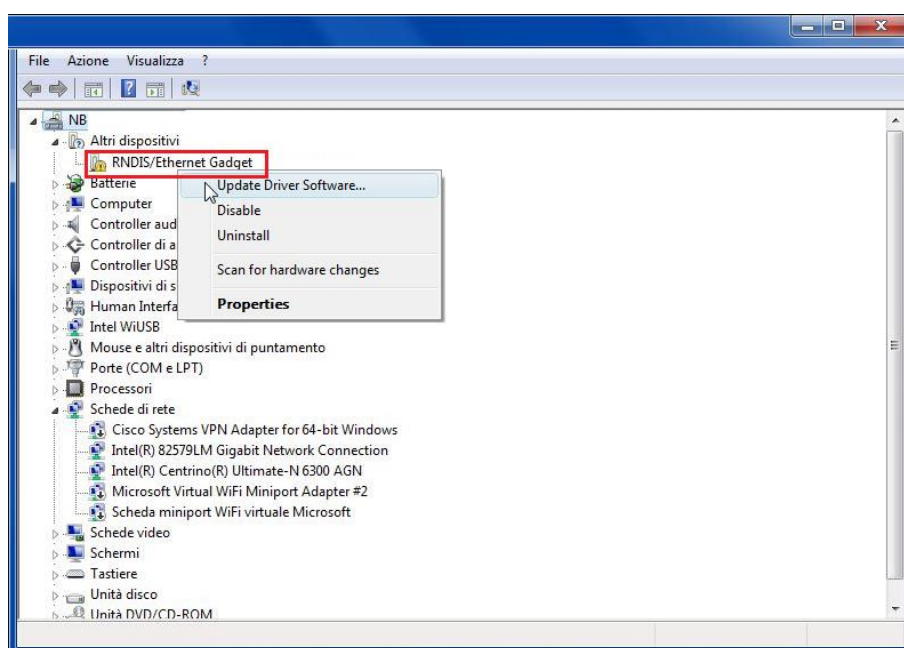 File Azione Visualizza ?
NB
Altri dispositivi
RNDIS/Ethernet Gadget
Batterie
Update Driver Software...
Computer
Disable
Controller aud
Uninstall
Controller di a
Controller USB
Scan for hardware changes
Dispositivi di s
Human Interfa
Properties
Intel WiUSB
Mouse e altri dispositivi di puntamento
Porte (COM e LPT)
Processori
Schede di rete
Cisco Systems VPN Adapter for 64-bit Windows
Intel(R) 82579LM Gigabit Network Connection
Intel(R) Centrino(R) Ultimate-N 6300 AGN
Microsoft Virtual WiFi Miniport Adapter #2
Scheda miniport WiFi virtuale Microsoft
Schede video
Schermi
Tastiere
Unità disco
Unità DVD/CD-ROM